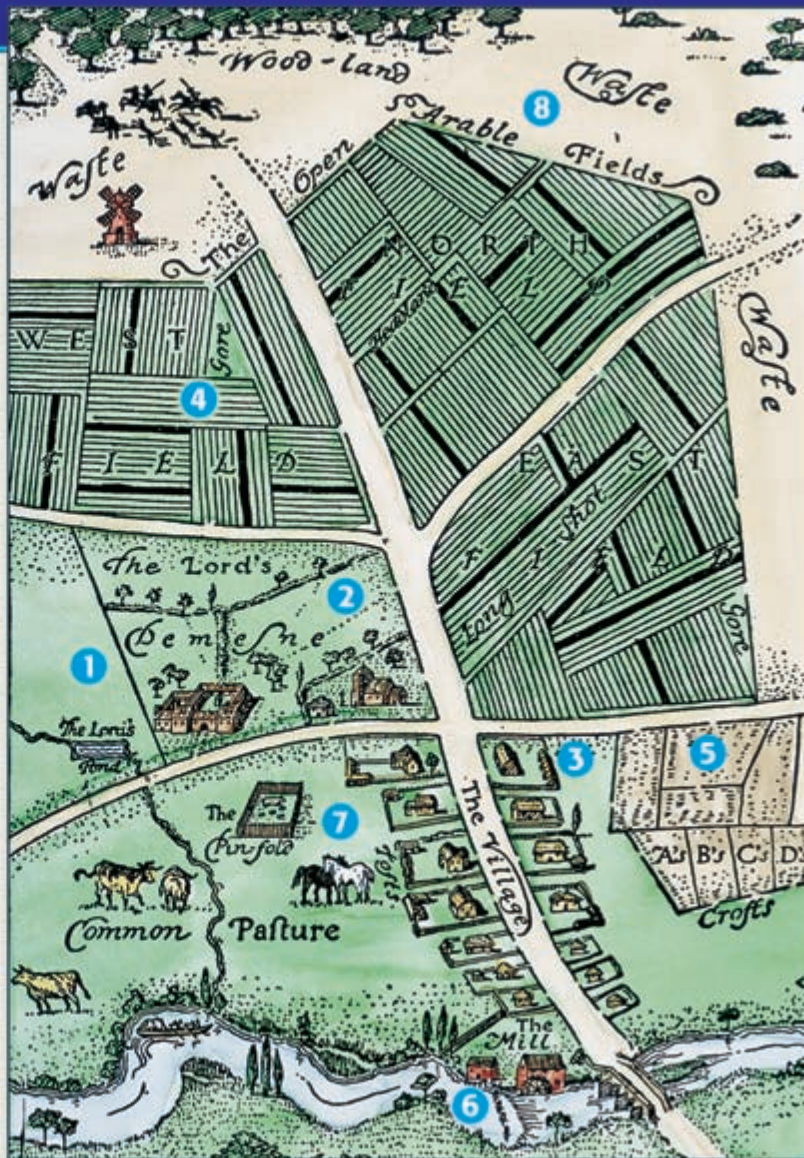 Wood-land
Waſte
8
Waſte
The Open Arable Fields
NORTH
FIELD
Waſte
WEST
Gore
4
FIELD
EAST
FIELD
Long Shot
Gore
The Lord's
2
Demeſne
1
The Lord's
Pond
3
5
The
Pinfold
7
Tofts
The Village
A's B's C's D's
Crofts
Common Paſture
The
Mill
6